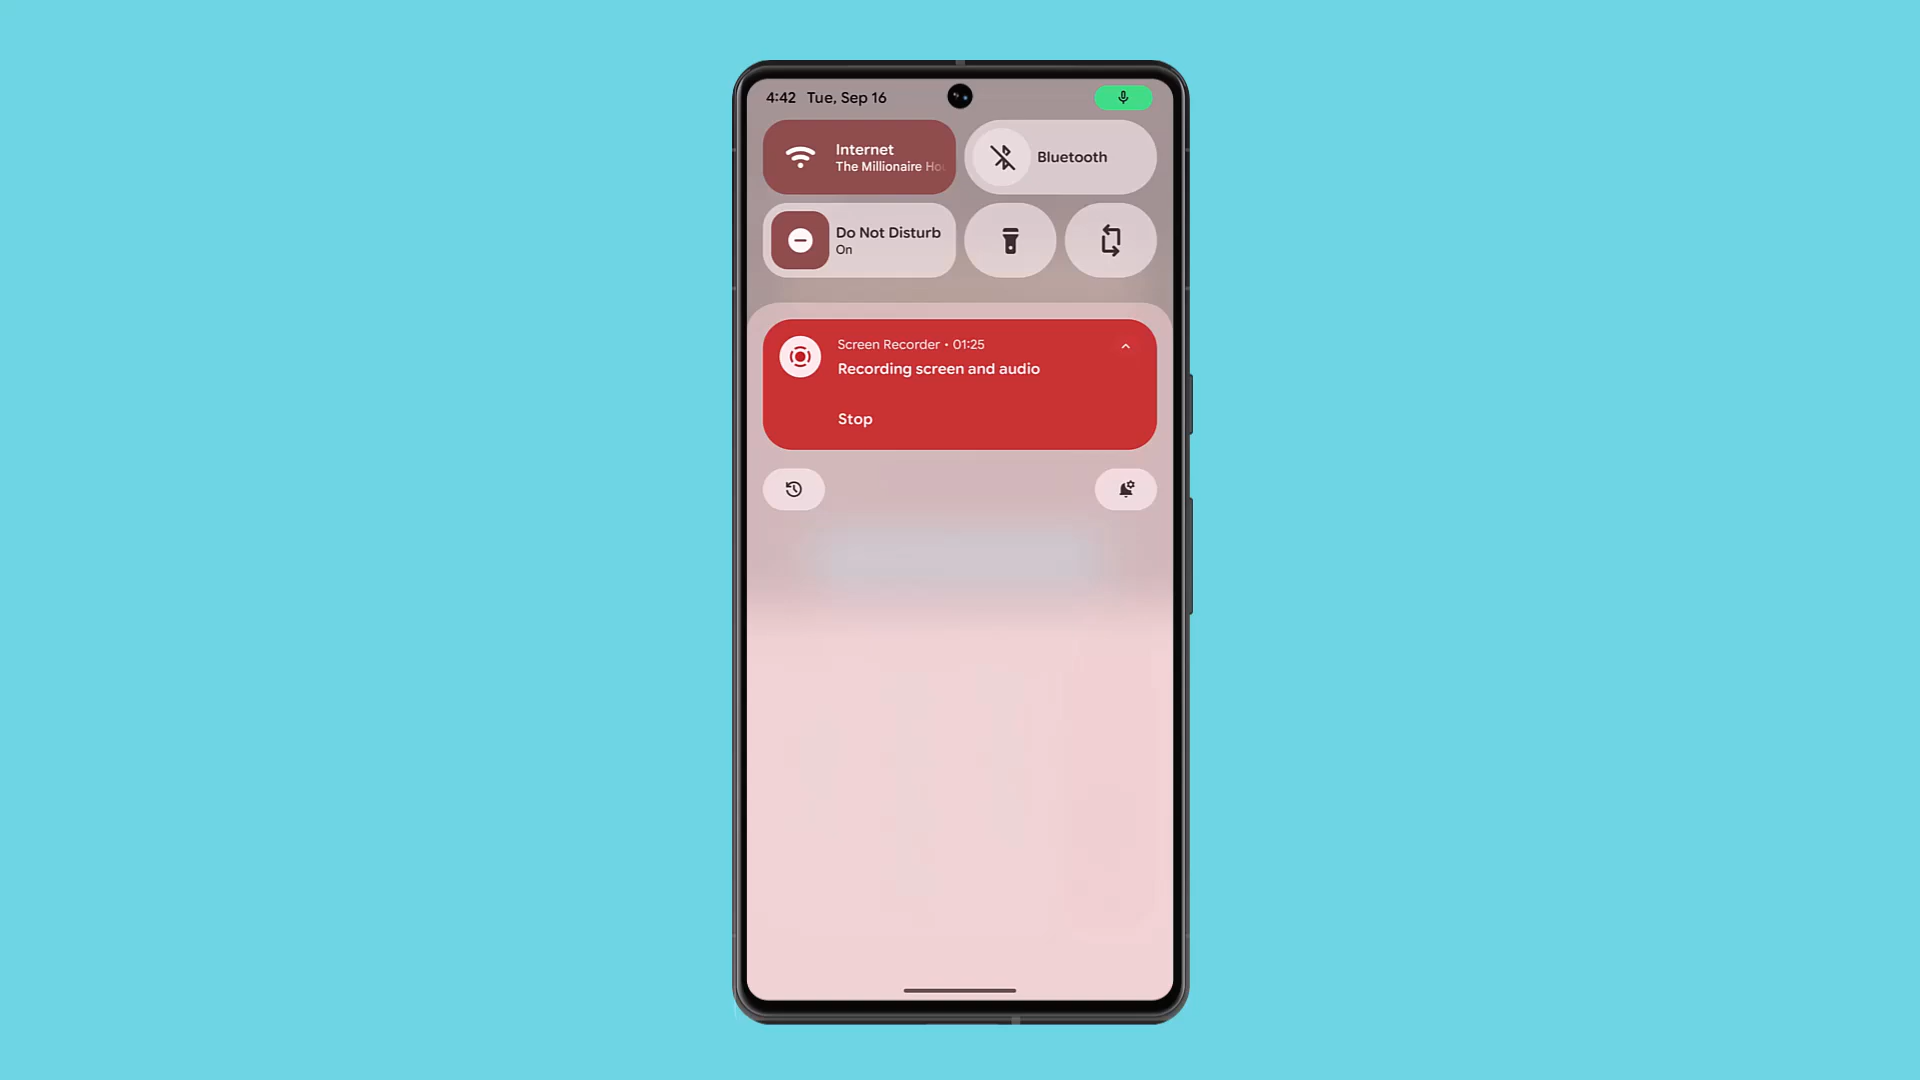 4:42 Tue, Sep 16
Internet
The Millionaire Ho
Bluetooth
Do Not Disturb
On
Screen Recorder • 01:25
Recording screen and audio
Stop